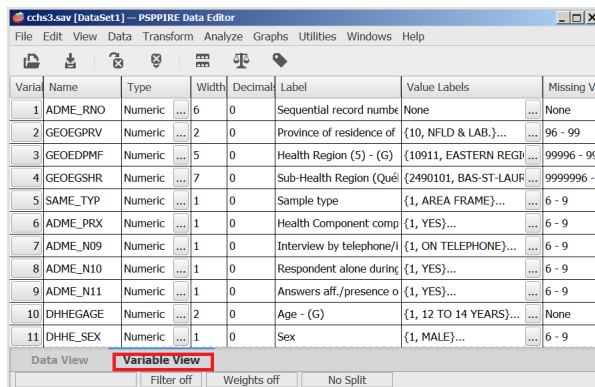 cchs3.sav [DataSet1] — PSPPIRE Data Editor
File Edit View Data Transform Analyze Graphs Utilities Windows Help
Varial Name Type Width Decimals Label Value Labels Missing V
1 ADME_RNO Numeric ... 6 0 Sequential record numbe None ... None
2 GEOEGPRV Numeric ... 2 0 Province of residence of {10, NFLD & LAB.}... ... 96 - 99
3 GEOEDPMF Numeric ... 5 0 Health Region (5) - (G) {10911, EASTERN REGI ... 99996 - 99
4 GEOEGSHR Numeric ... 7 0 Sub-Health Region (Qué {2490101, BAS-ST-LAUR ... 9999996 -
5 SAME_TYP Numeric ... 1 0 Sample type {1, AREA FRAME}... ... 6 - 9
6 ADME_PRX Numeric ... 1 0 Health Component comp {1, YES}... ... 6 - 9
7 ADME_N09 Numeric ... 1 0 Interview by telephone/i {1, ON TELEPHONE}... ... 6 - 9
8 ADME_N10 Numeric ... 1 0 Respondent alone during {1, YES}... ... 6 - 9
9 ADME_N11 Numeric ... 1 0 Answers aff./presence o {1, YES}... ... 6 - 9
10 DHHEGAGE Numeric ... 2 0 Age - (G) {1, 12 TO 14 YEARS}... ... None
11 DHHE_SEX Numeric ... 1 0 Sex {1, MALE}... ... 6 - 9
Data View Variable View
Filter off Weights off No Split